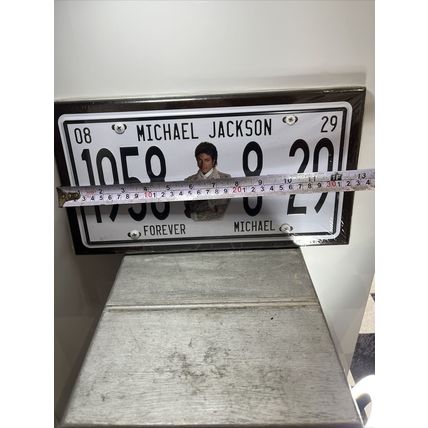 08 MICHAEL JACKSON 29
1958 8 29
FOREVER MICHAEL